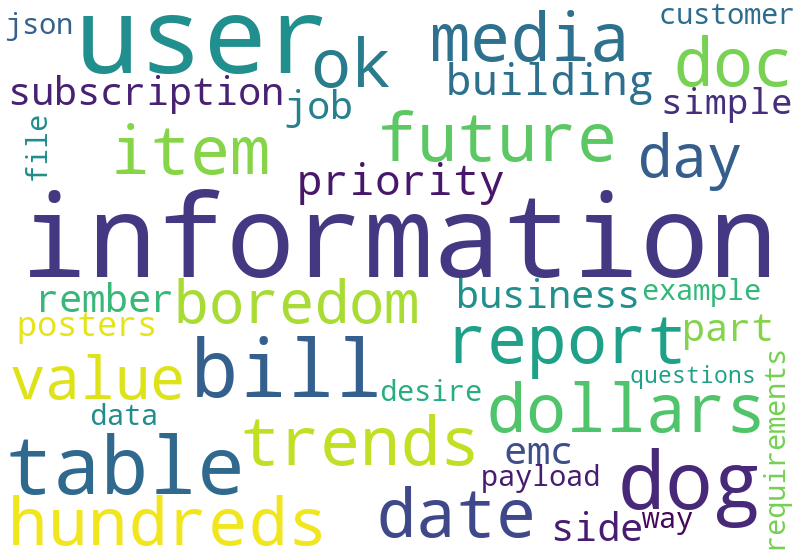 json
user
ok
media
customer
doc
building
subscription
job
simple
file
item
future
day
priority
information
rember
boredom
business
example
posters
report
part
value
bill
desire
questions
data
dollars
requirements
table
trends
emc
payload
dog
hundreds
date
side
way